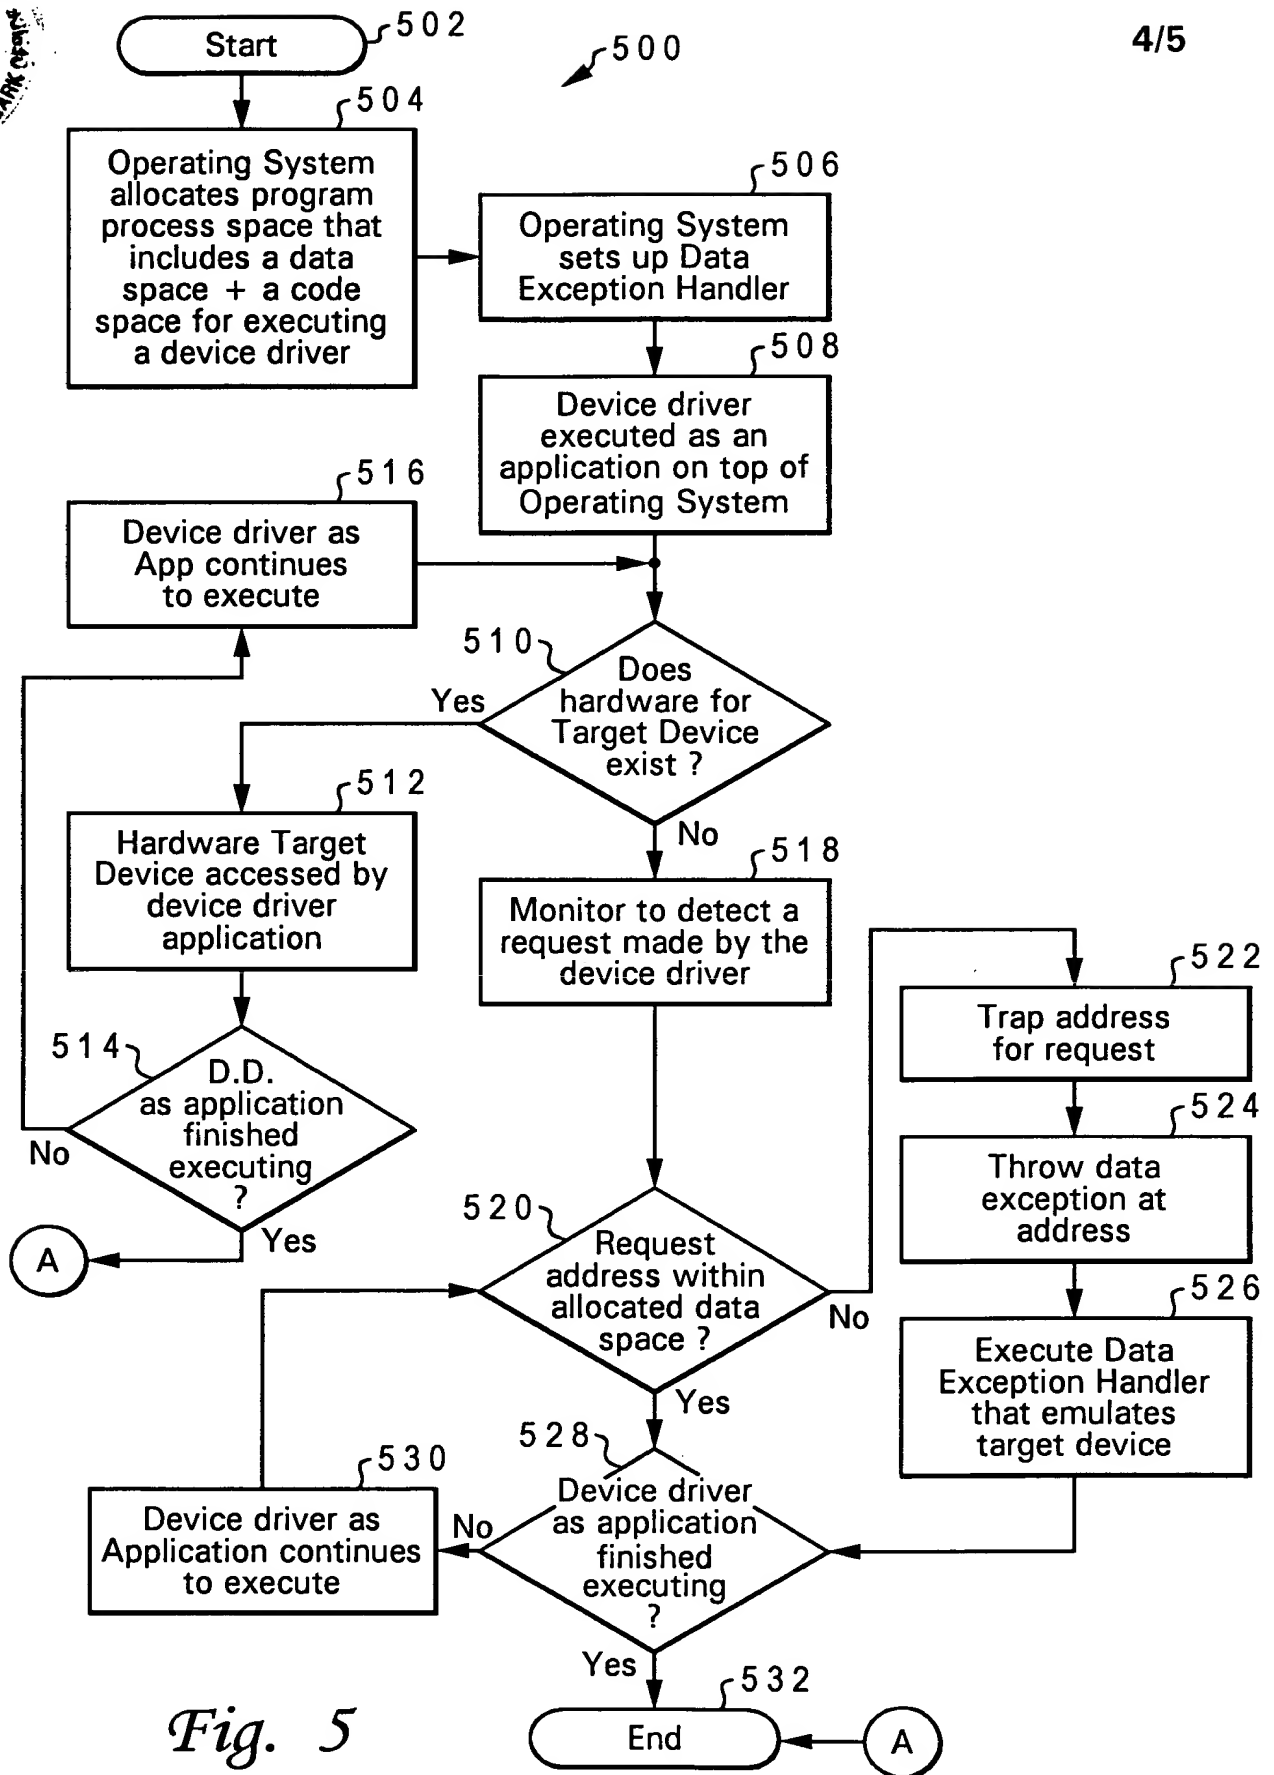 4/5
500
502
Start
504
Operating System
allocates program
process space that
includes a data
space + a code
space for executing
a device driver
506
Operating System
sets up Data
Exception Handler
508
Device driver
executed as an
application on top of
Operating System
516
Device driver as
App continues
to execute
510
Does
hardware for
Target Device
exist ?
Yes
No
512
Hardware Target
Device accessed by
device driver
application
514
D.D.
as application
finished
executing
?
No
Yes
A
518
Monitor to detect a
request made by the
device driver
520
Request
address within
allocated data
space ?
No
Yes
522
Trap address
for request
524
Throw data
exception at
address
526
Execute Data
Exception Handler
that emulates
target device
528
Device driver
as application
finished
executing
?
No
Yes
530
Device driver as
Application continues
to execute
532
End
A
Fig. 5